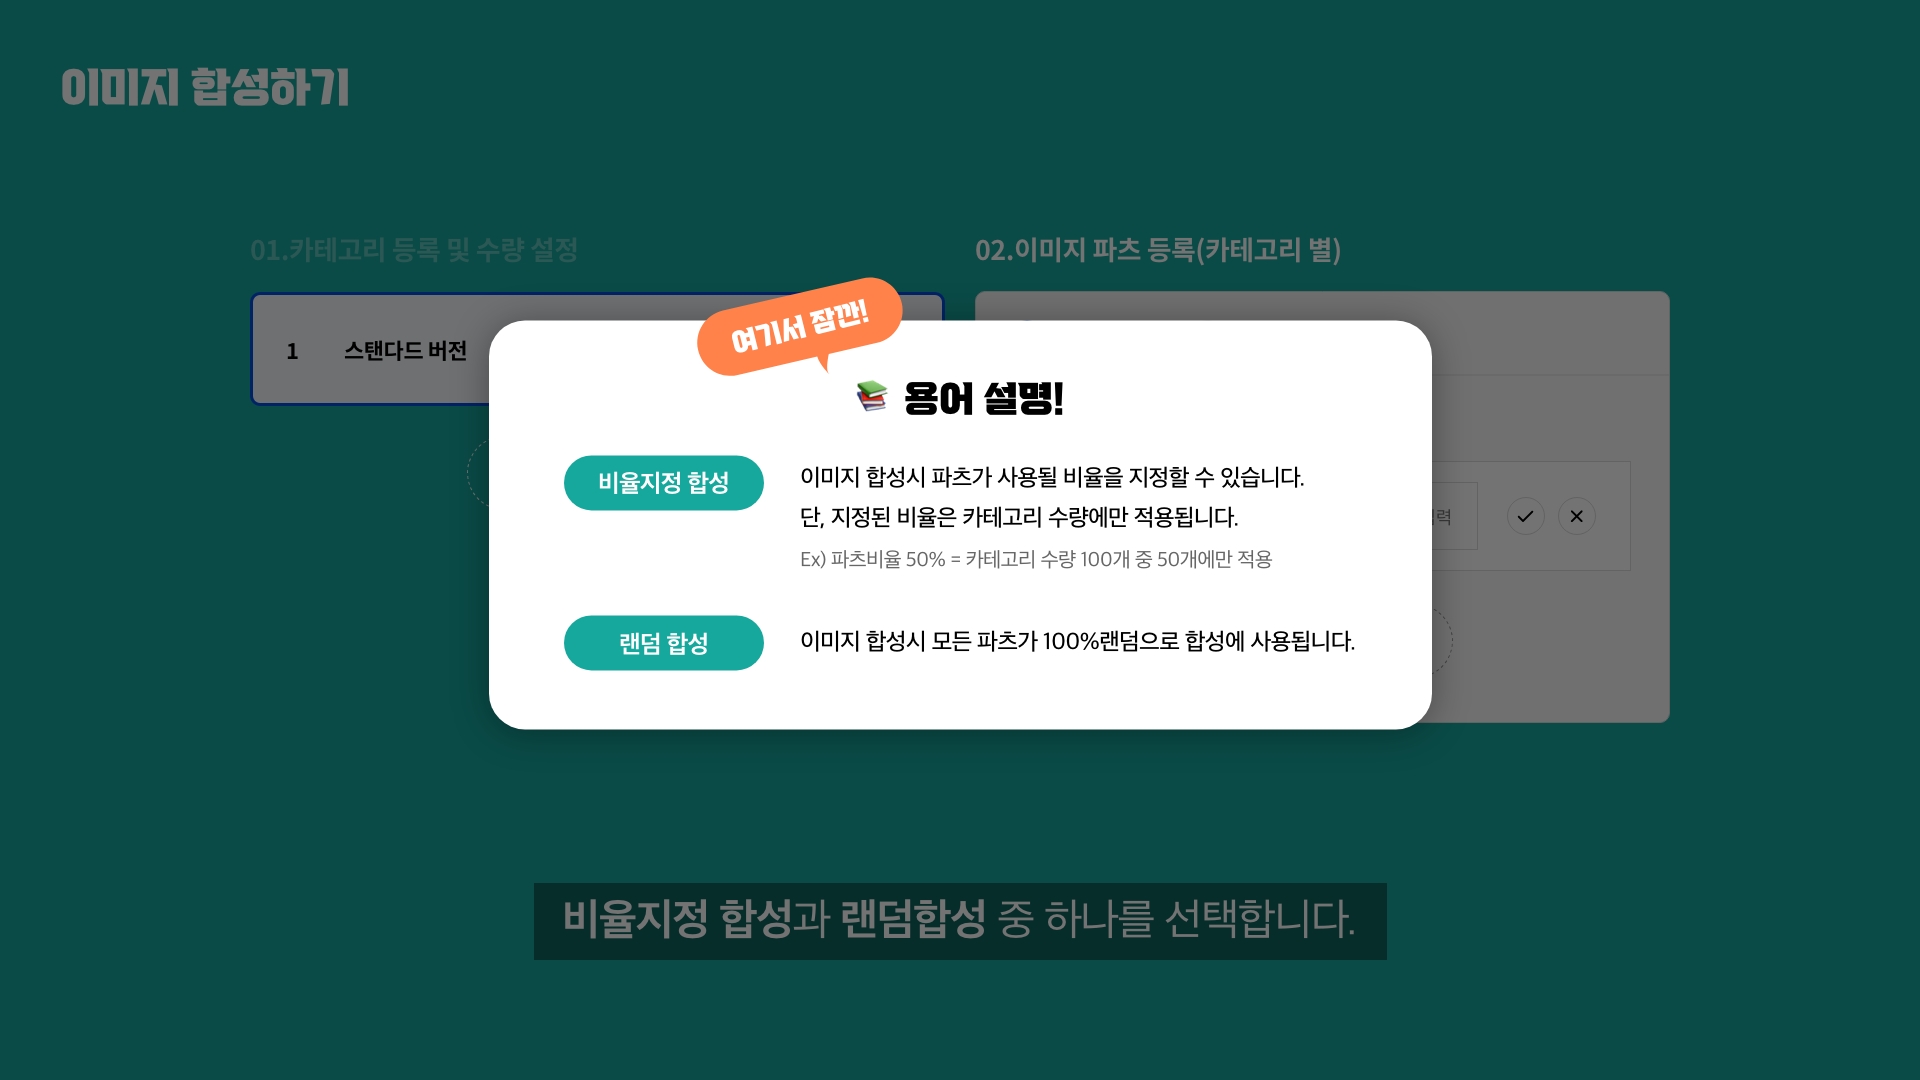 이미지 합성하기
01.카테고리 등록 및 수량 설정
02.이미지 파츠 등록(카테고리 별)
1 스탠다드 버전
여기서 잠깐!
📚 용어 설명!
비율지정 합성
이미지 합성시 파츠가 사용될 비율을 지정할 수 있습니다.
단, 지정된 비율은 카테고리 수량에만 적용됩니다.
Ex) 파츠비율 50% = 카테고리 수량 100개 중 50개에만 적용
랜덤 합성
이미지 합성시 모든 파츠가 100%랜덤으로 합성에 사용됩니다.
비율지정 합성과 랜덤합성 중 하나를 선택합니다.